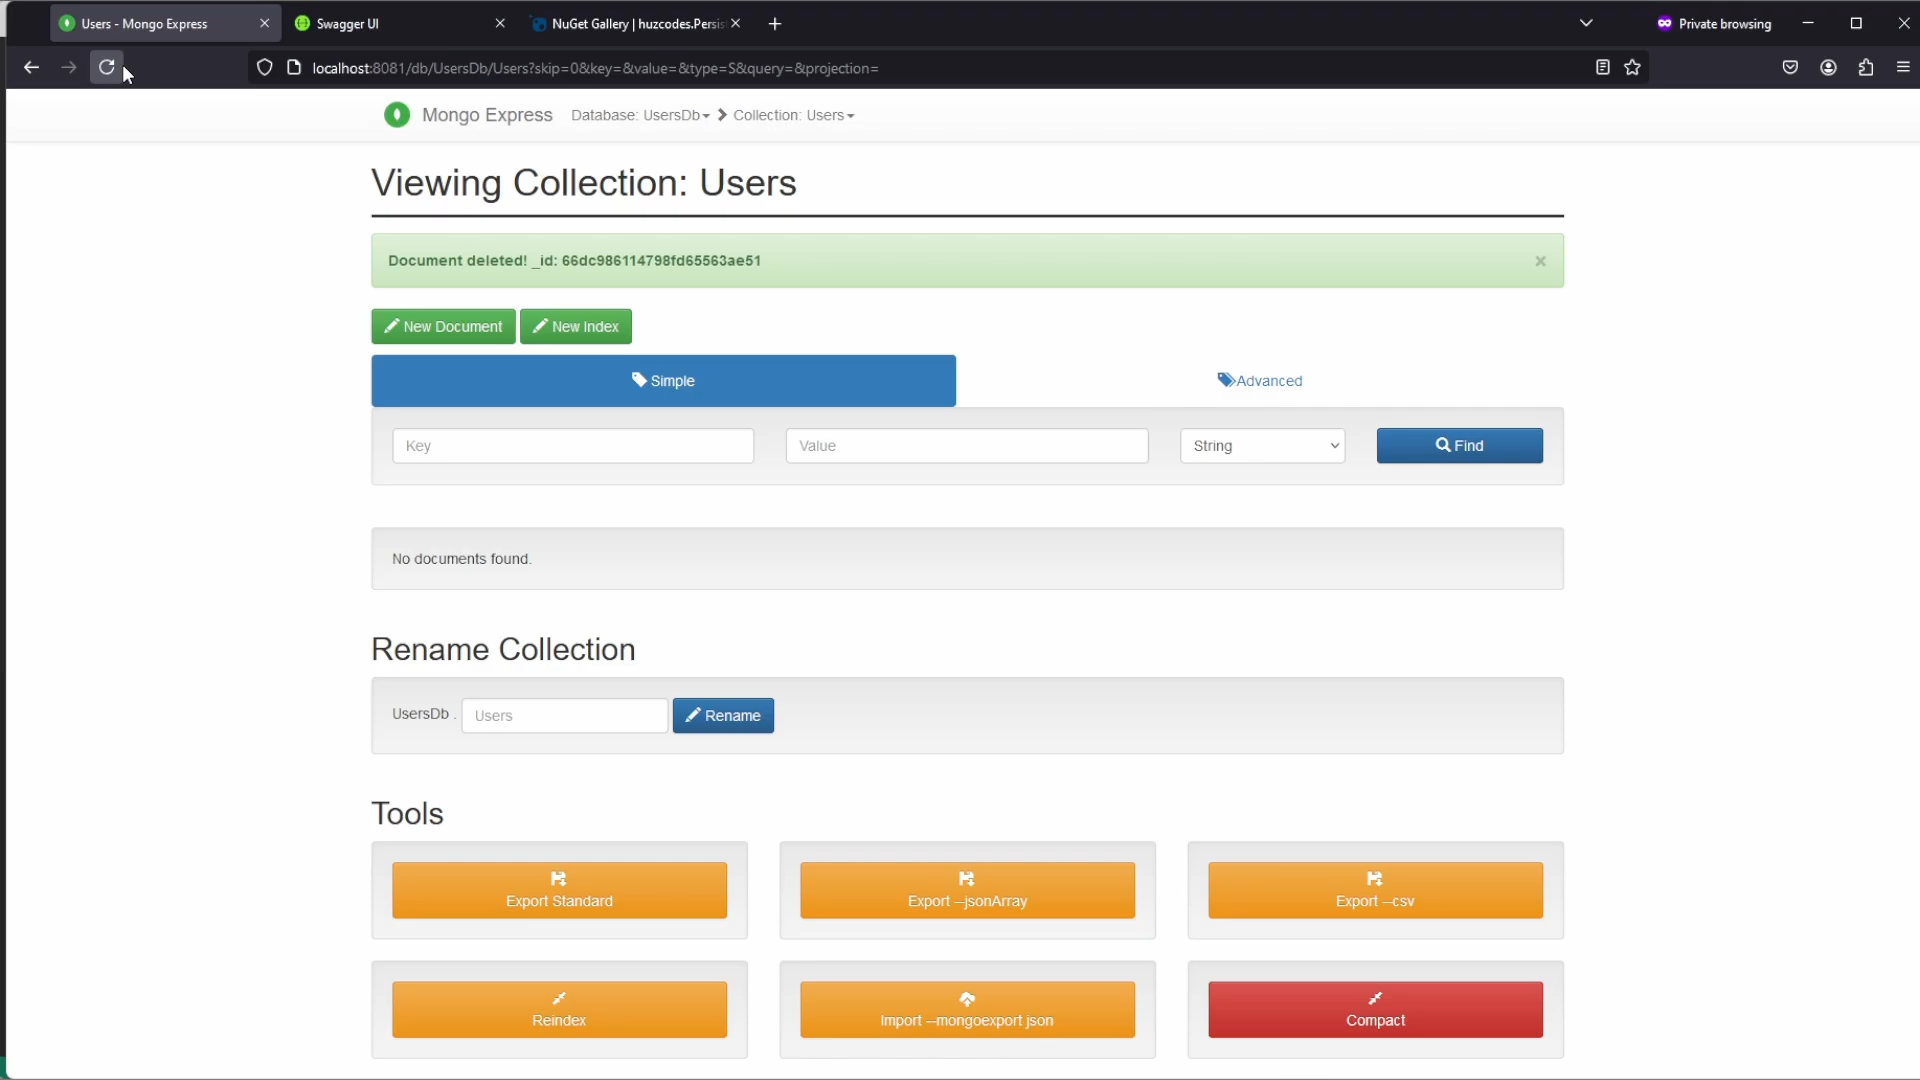 Users - Mongo Express
Swagger UI
NuGet Gallery | huzcodes.Persis
Private browsing
localhost:8081/db/UsersDb/Users?skip=0&key=&value=&type=S&query=&projection=
Mongo Express
Database: UsersDb
Collection: Users
Viewing Collection: Users
Document deleted! _id: 66dc986114798fd65563ae51
×
New Document
New Index
Simple
Advanced
Key
Value
String
Find
No documents found.
Rename Collection
UsersDb .
Users
Rename
Tools
Export Standard
Export --jsonArray
Export --csv
Reindex
Import --mongoexport json
Compact